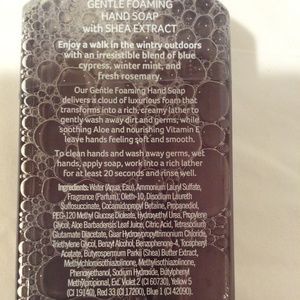 GENTLE FOAMING
HAND SOAP
with SHEA EXTRACT
Enjoy a walk in the wintry outdoors
with an irresistible blend of blue
cypress, winter mint, and
fresh rosemary.
Our Gentle Foaming Hand Soap
delivers a cloud of luxurious foam that
transforms into a rich, creamy lather to
gently wash away dirt and germs, while
soothing Aloe and nourishing Vitamin E
leave hands feeling soft and smooth.
To clean hands and wash away germs, wet
hands, apply soap, work into a rich lather
for at least 20 seconds and rinse well.
Ingredients: Water (Aqua, Eau), Ammonium Lauryl Sulfate,
Fragrance (Parfum), Oleth-10, Disodium Laureth
Sulfosuccinate, Cocamidopropyl Betaine, Propanediol,
PEG-120 Methyl Glucose Dioleate, Hydroxyethyl Urea, Propylene
Glycol, Aloe Barbadensis Leaf Juice, Citric Acid, Tetrasodium
Glutamate Diacetate, Guar Hydroxypropyltrimonium Chloride,
Triethylene Glycol, Benzyl Alcohol, Benzophenone-4, Tocopheryl
Acetate, Butyrospermum Parkii (Shea) Butter Extract,
Methylchloroisothiazolinone, Methylisothiazolinone,
Phenoxyethanol, Sodium Hydroxide, Butylphenyl
Methylpropional, Ext. Violet 2 (CI 60730), Yellow 5
(CI 19140), Red 33 (CI 17200), Blue 1 (CI 42090).